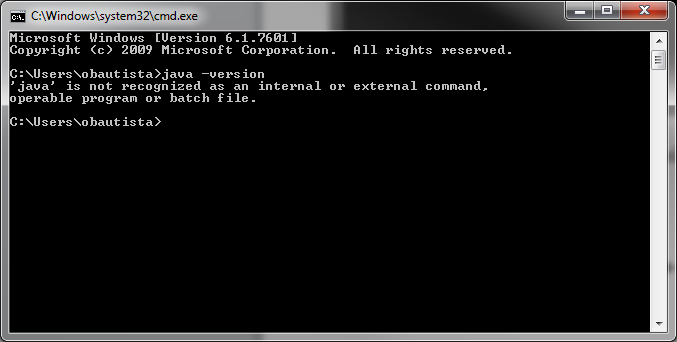 C:\Windows\system32\cmd.exe
Microsoft Windows [Version 6.1.7601]
Copyright (c) 2009 Microsoft Corporation.  All rights reserved.
C:\Users\obautista>java -version
'java' is not recognized as an internal or external command,
operable program or batch file.
C:\Users\obautista>